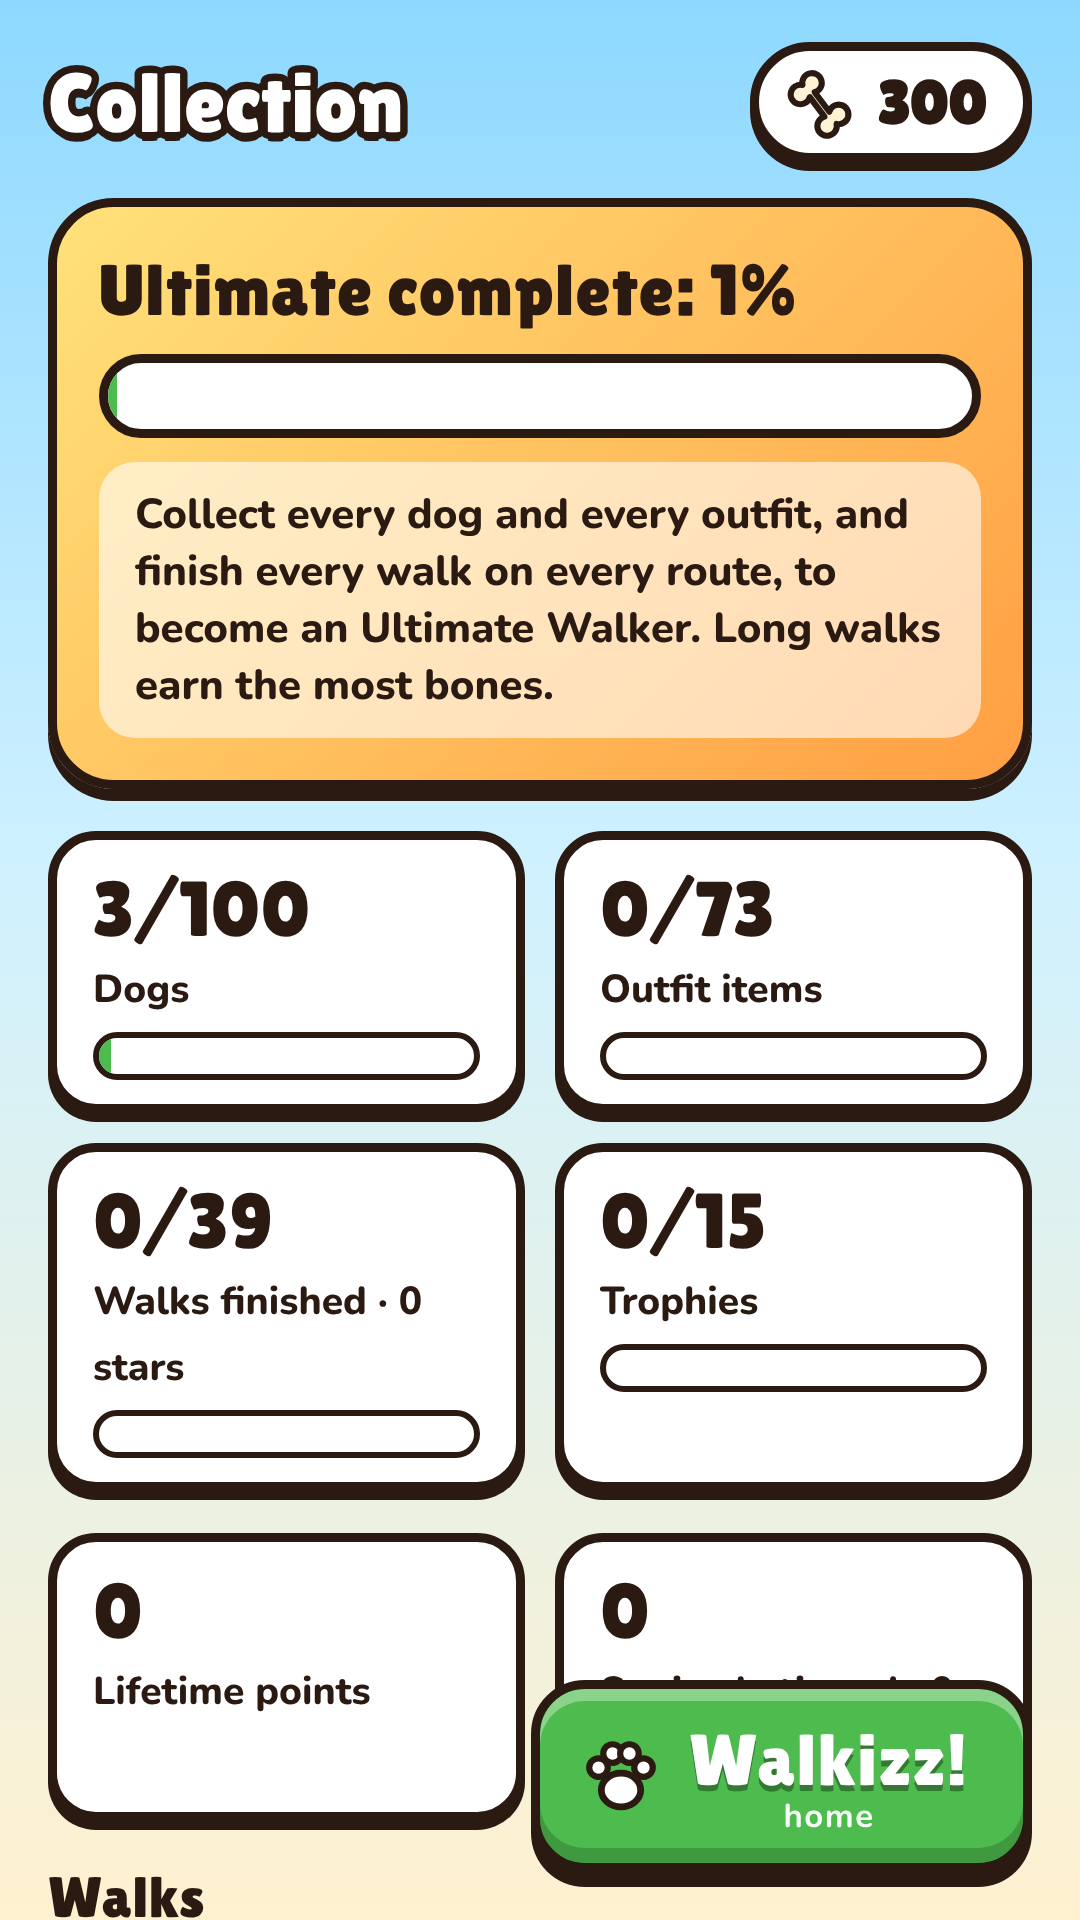 Collection
300
Ultimate complete: 1%
Collect every dog and every outfit, and
finish every walk on every route, to
become an Ultimate Walker. Long walks
earn the most bones.
3/100
Dogs
0/73
Outfit items
0/39
Walks finished · 0
stars
0/15
Trophies
0
Lifetime points
0
Walkizz!
home
Walks